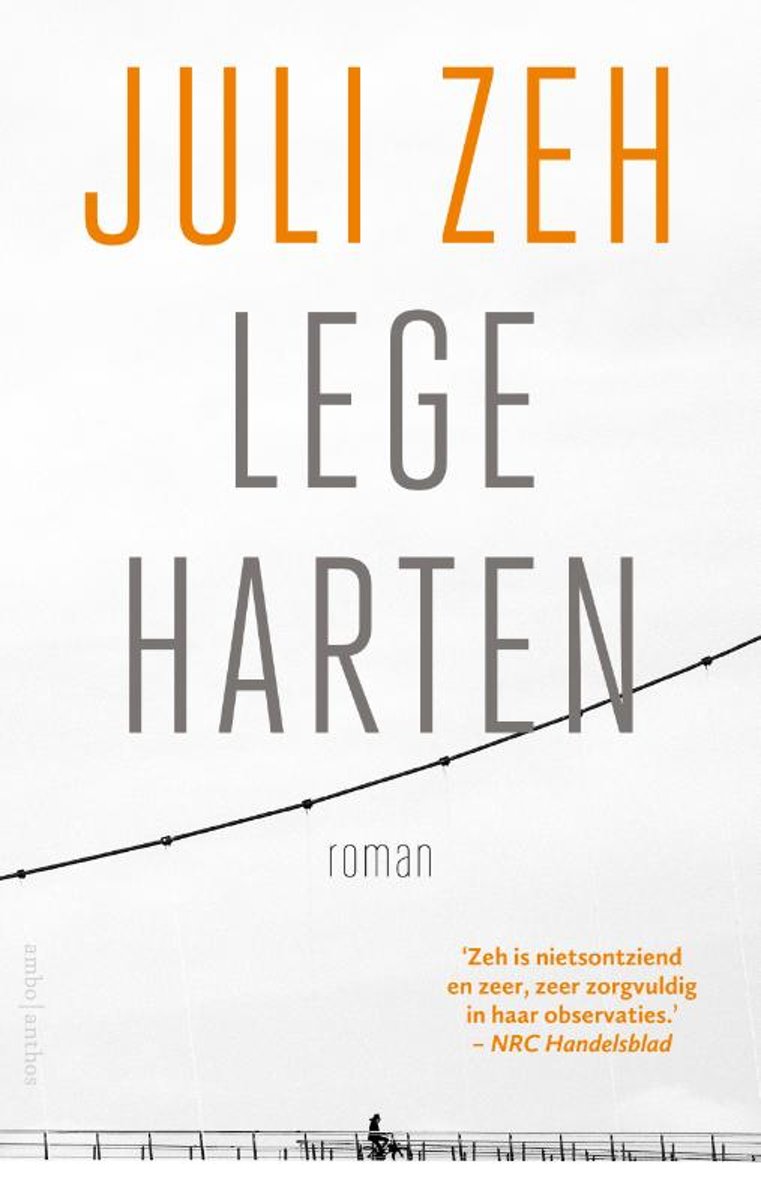 JULI ZEH
LEGE
HARTEN
roman
‘Zeh is nietsontziend
en zeer, zeer zorgvuldig
in haar observaties.’
– NRC Handelsblad
ambo|anthos